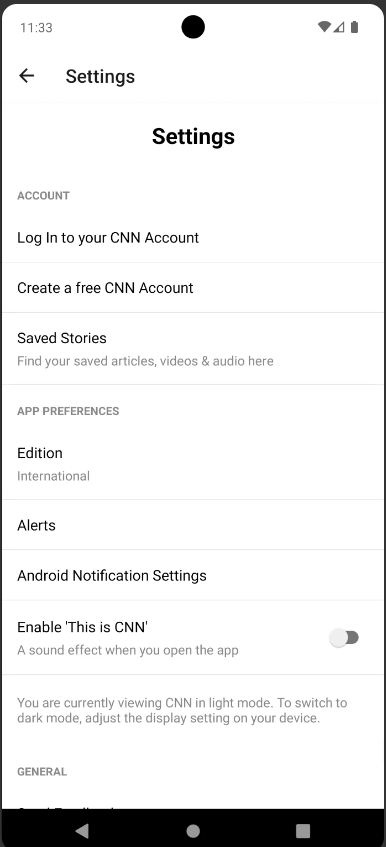 11:33
Settings
Settings
ACCOUNT
Log In to your CNN Account
Create a free CNN Account
Saved Stories
Find your saved articles, videos & audio here
APP PREFERENCES
Edition
International
Alerts
Android Notification Settings
Enable 'This is CNN'
A sound effect when you open the app
You are currently viewing CNN in light mode. To switch to
dark mode, adjust the display setting on your device.
GENERAL